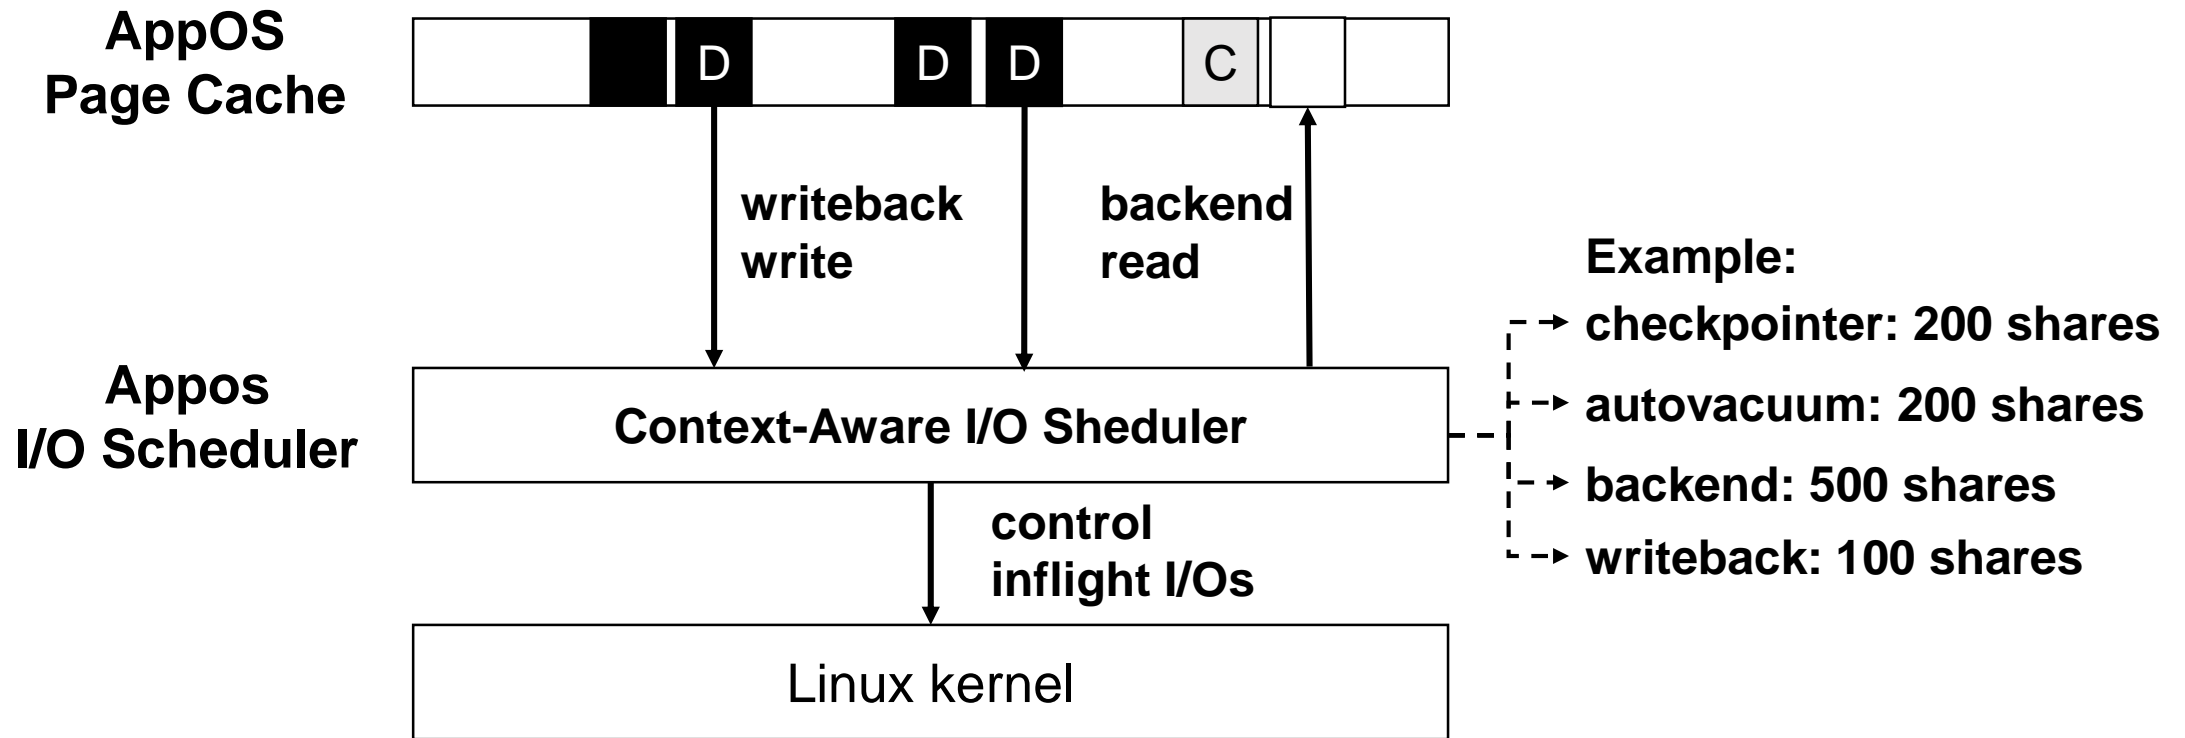 AppOS
Page Cache
D
D
D
C
writeback
write
backend
read
Appos
I/O Scheduler
Context-Aware I/O Sheduler
Example:
checkpointer: 200 shares
autovacuum: 200 shares
backend: 500 shares
writeback: 100 shares
control
inflight I/Os
Linux kernel